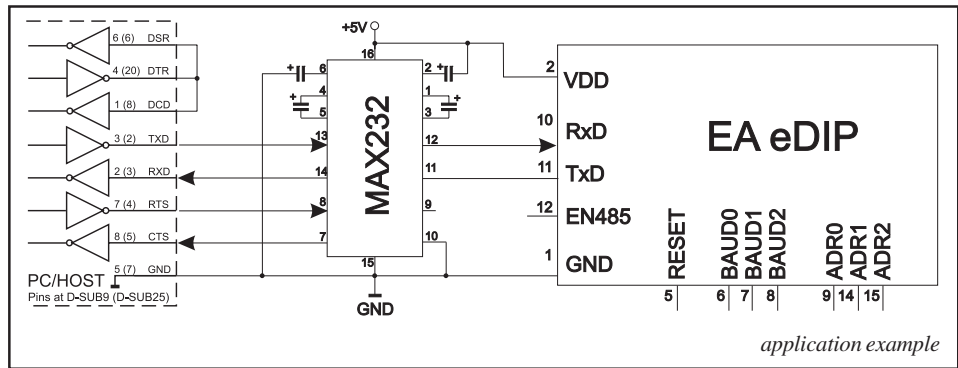 +5V
6 (6) DSR
4 (20) DTR
1 (8) DCD
3 (2) TXD
2 (3) RXD
7 (4) RTS
8 (5) CTS
5 (7) GND
PC/HOST
Pins at D-SUB9 (D-SUB25)
+
+
+
+
16
6
4
5
13
14
8
7
15
2
1
3
12
11
9
10
MAX232
GND
2 VDD
10 RxD
11 TxD
12 EN485
1 GND
EA eDIP
RESET
BAUD0
BAUD1
BAUD2
ADR0
ADR1
ADR2
5 6 7 8 9 14 15
application example